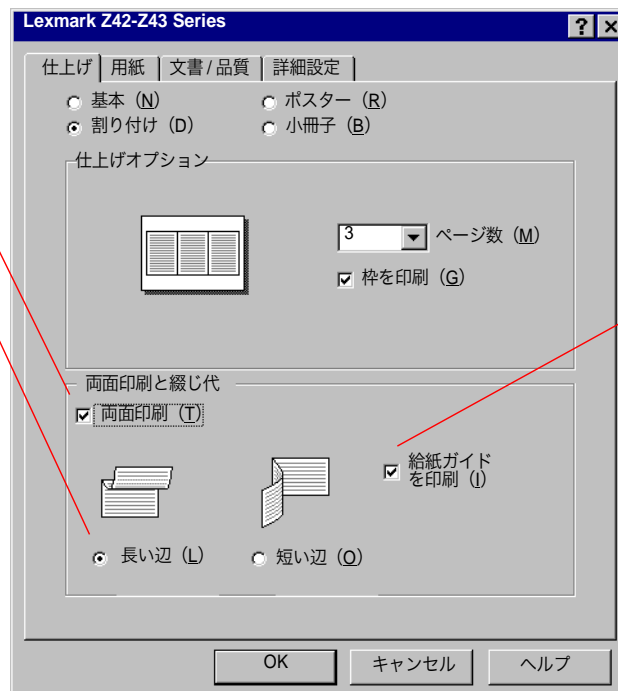 Lexmark Z42-Z43 Series
仕上げ 用紙 文書/品質 詳細設定
基本 (N) ポスター (R)
割り付け (D) 小冊子 (B)
仕上げオプション
3 ページ数 (M)
枠を印刷 (G)
両面印刷と綴じ代
両面印刷 (T)
給紙ガイド
を印刷 (I)
長い辺 (L) 短い辺 (O)
OK キャンセル ヘルプ